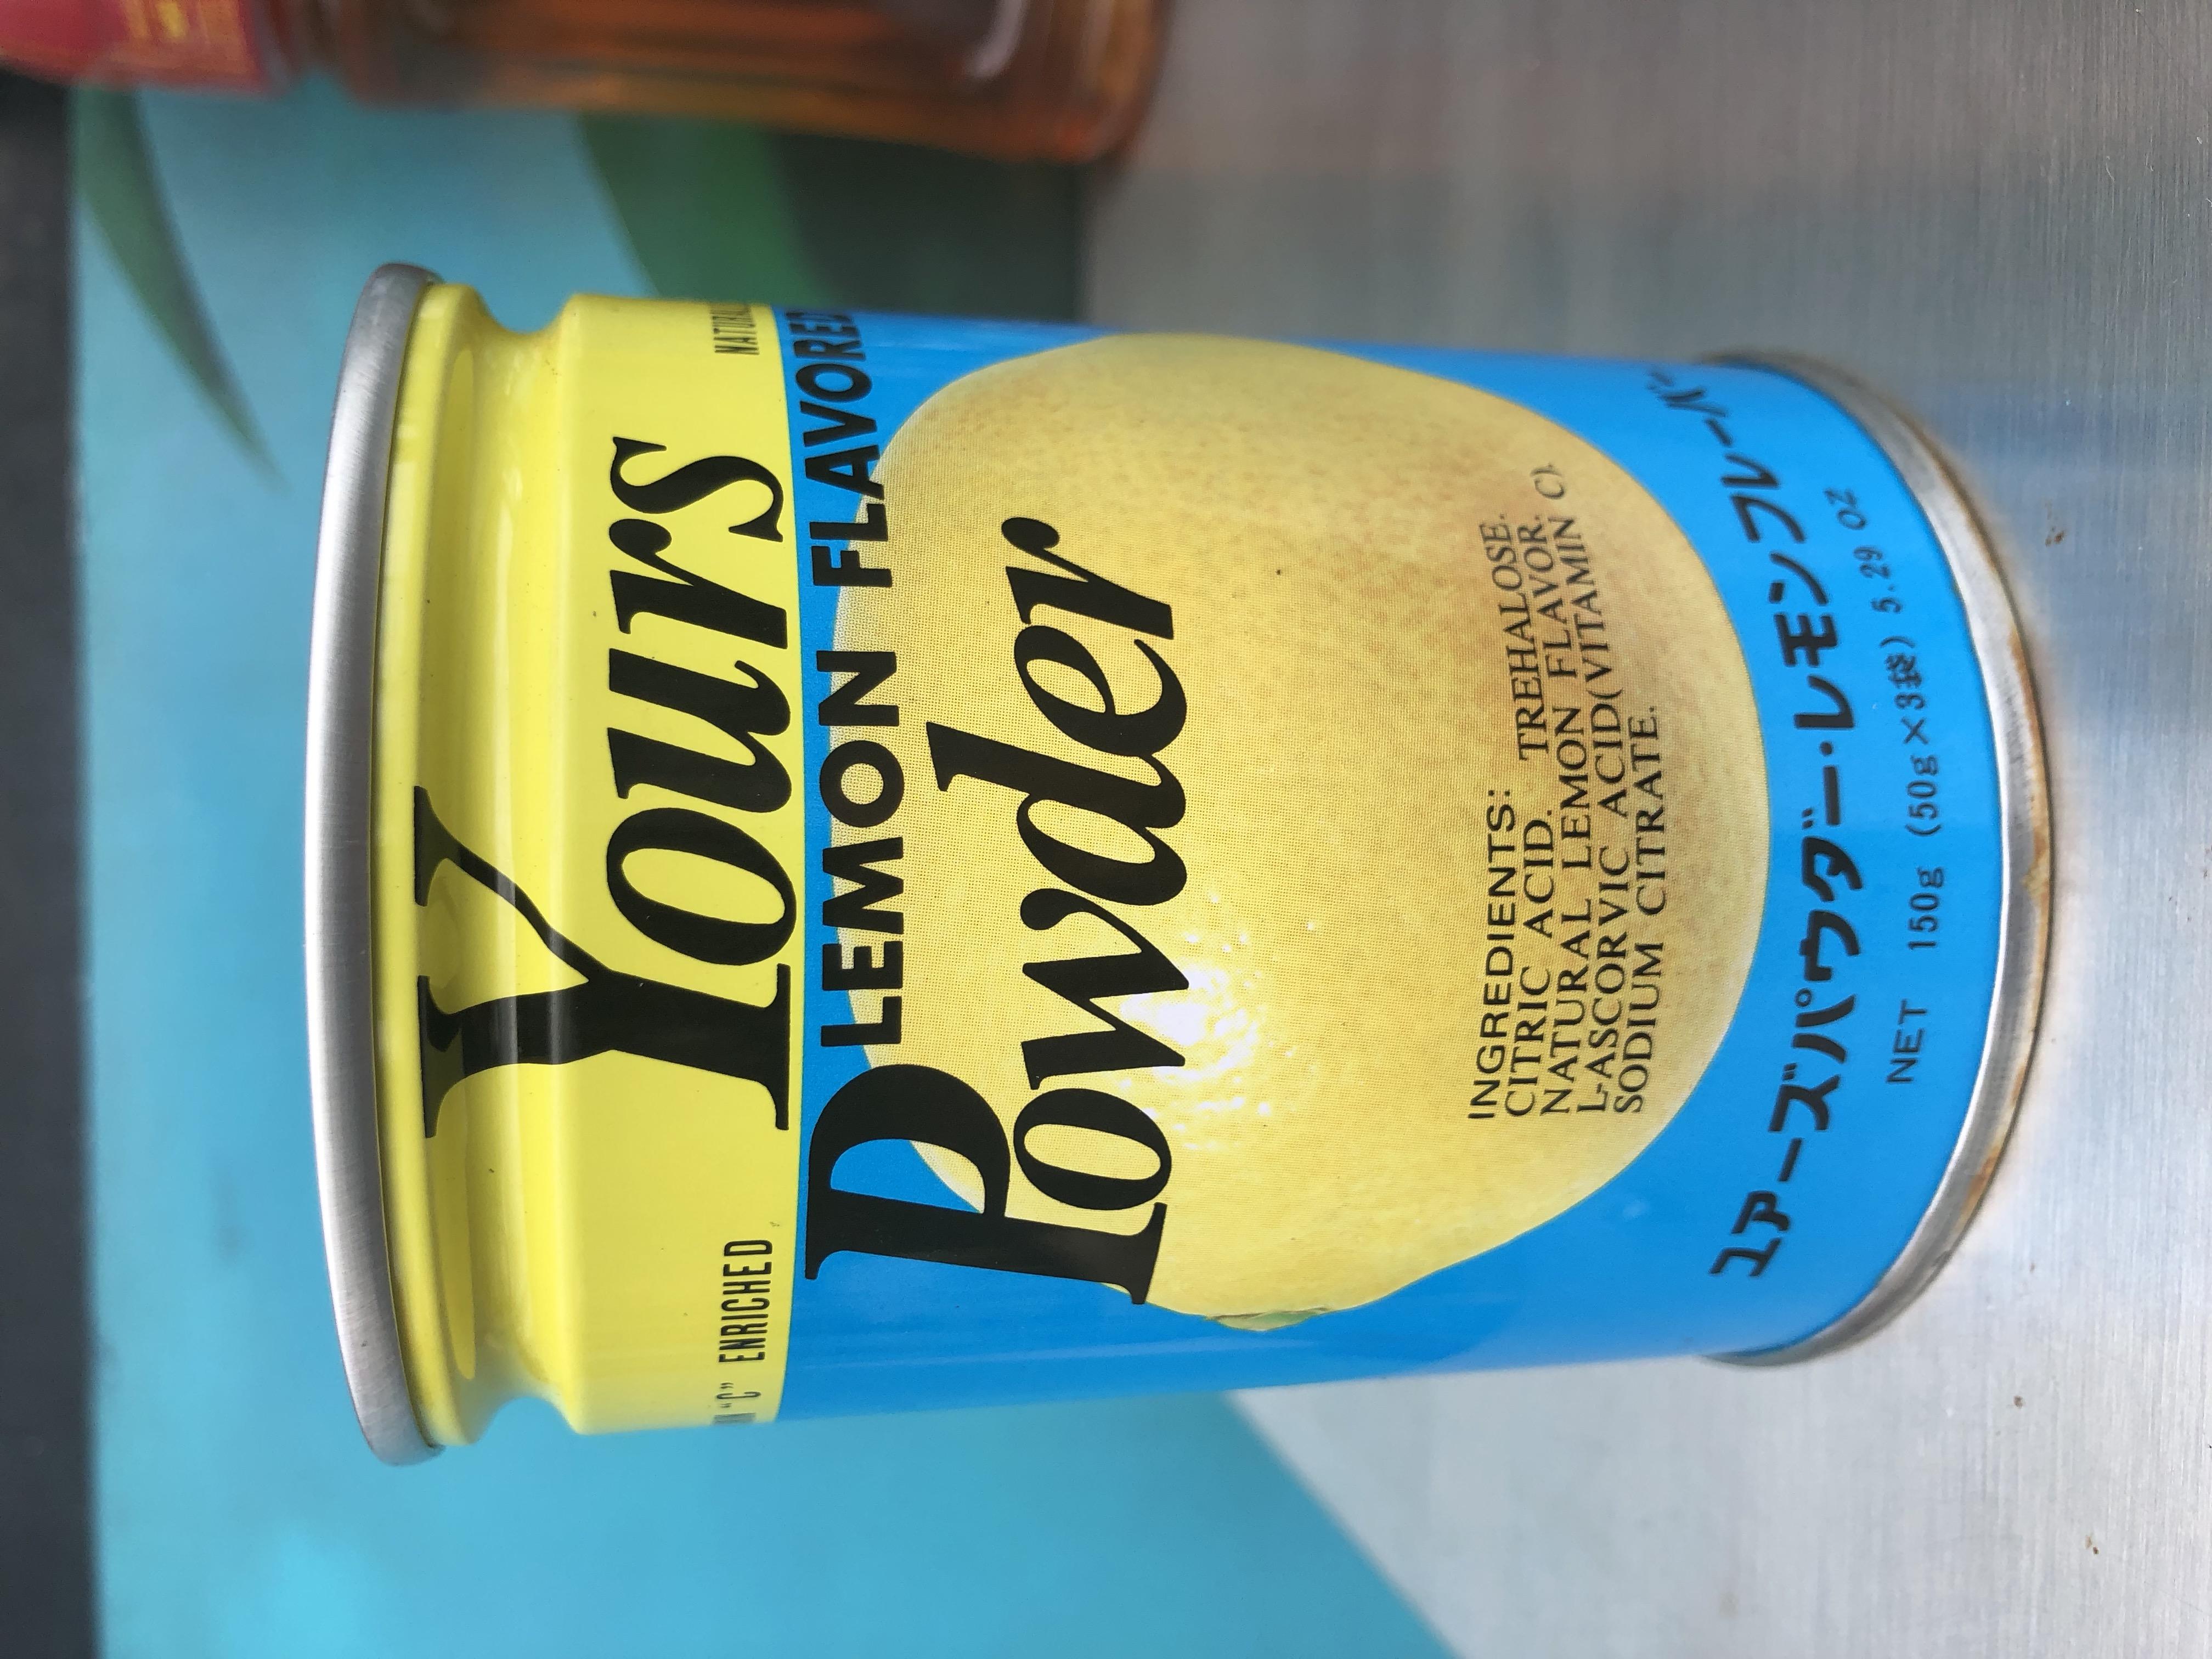 Yours
"C" ENRICHED
LEMON FLAVORED
Powder
INGREDIENTS: TREHALOSE.
CITRIC ACID.
NATURAL LEMON FLAVOR.
L-ASCORVIC ACID(VITAMIN C).
SODIUM CITRATE.
ユアーズパウダー・レモンフレーバー
NET 150g (50g×3袋) 5.29 OZ